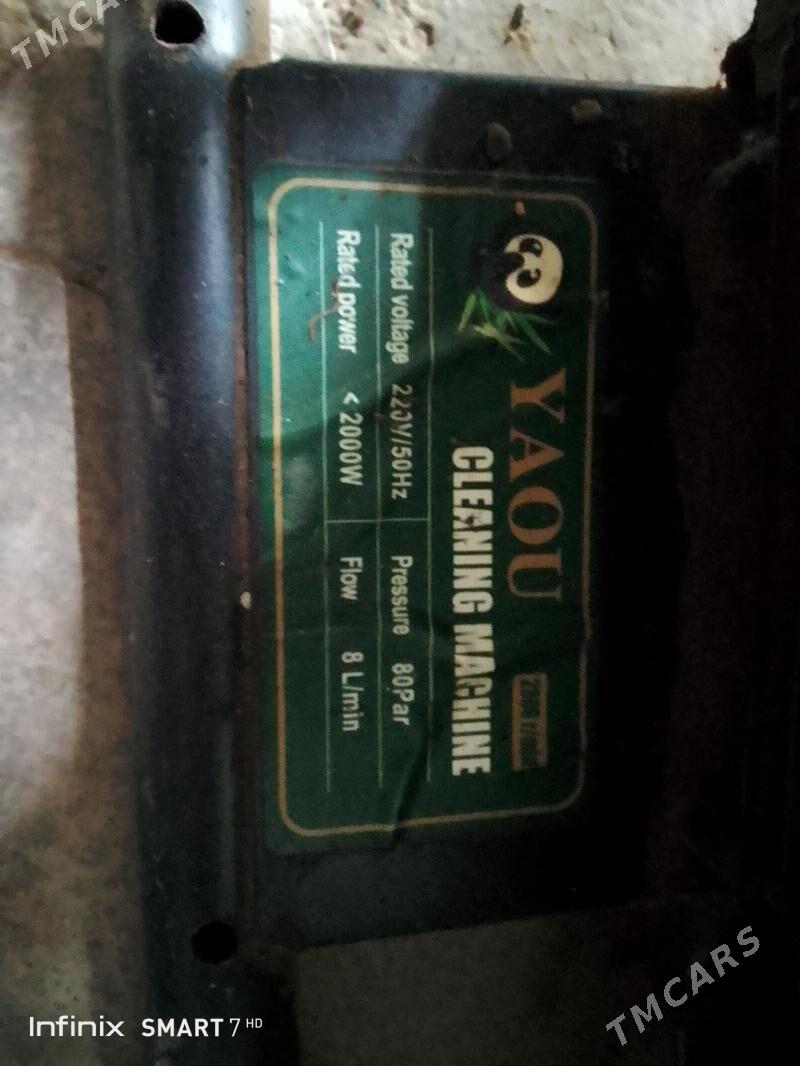 YAOU
CLEANING MACHINE
Rated voltage 220V/50Hz Pressure 80Par
Rated power < 2000W Flow 8 L/min
Infinix SMART 7 HD
TMCARS
TMCARS